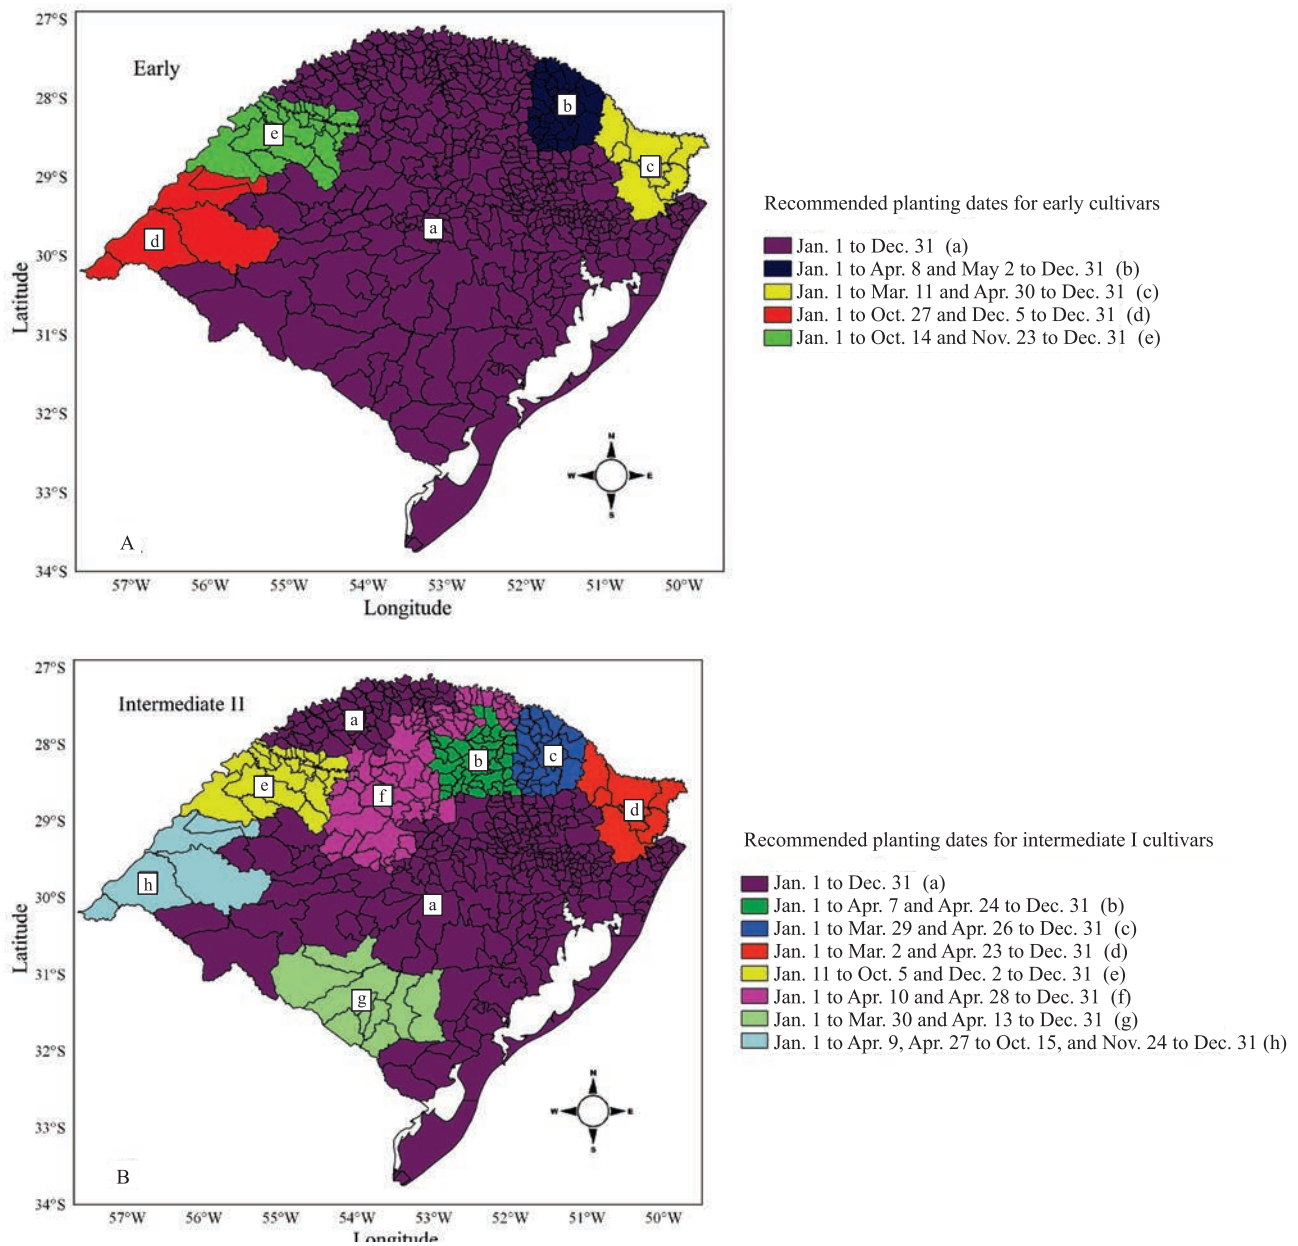 27°S
Early
28°S
b
e
c
29°S
Recommended planting dates for early cultivars
a
d
Jan. 1 to Dec. 31 (a)
30°S
Jan. 1 to Apr. 8 and May 2 to Dec. 31 (b)
Jan. 1 to Mar. 11 and Apr. 30 to Dec. 31 (c)
Jan. 1 to Oct. 27 and Dec. 5 to Dec. 31 (d)
Jan. 1 to Oct. 14 and Nov. 23 to Dec. 31 (e)
Latitude
31°S
32°S
N
W E
S
33°S
A
34°S
57°W 56°W 55°W 54°W 53°W 52°W 51°W 50°W
Longitude
27°S
Intermediate II
a
28°S
b
c
e
f
d
29°S
Recommended planting dates for intermediate I cultivars
h
Jan. 1 to Dec. 31 (a)
30°S
a
Jan. 1 to Apr. 7 and Apr. 24 to Dec. 31 (b)
Jan. 1 to Mar. 29 and Apr. 26 to Dec. 31 (c)
Jan. 1 to Mar. 2 and Apr. 23 to Dec. 31 (d)
Latitude
31°S
Jan. 11 to Oct. 5 and Dec. 2 to Dec. 31 (e)
g
Jan. 1 to Apr. 10 and Apr. 28 to Dec. 31 (f)
Jan. 1 to Mar. 30 and Apr. 13 to Dec. 31 (g)
Jan. 1 to Apr. 9, Apr. 27 to Oct. 15, and Nov. 24 to Dec. 31 (h)
32°S
N
W E
S
33°S
B
34°S
57°W 56°W 55°W 54°W 53°W 52°W 51°W 50°W
Longitude